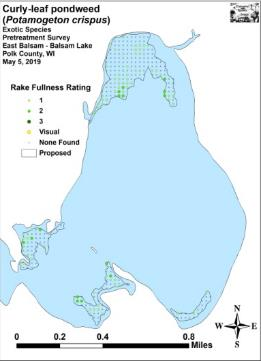 Curly-leaf pondweed
(Potamogeton crispus)
Exotic Species
Pretreatment Survey
East Balsam - Balsam Lake
Polk County, WI
May 5, 2019
Rake Fullness Rating
1
2
3
Visual
None Found
Proposed
N
W E
S
0 0.2 0.4 0.8
Miles